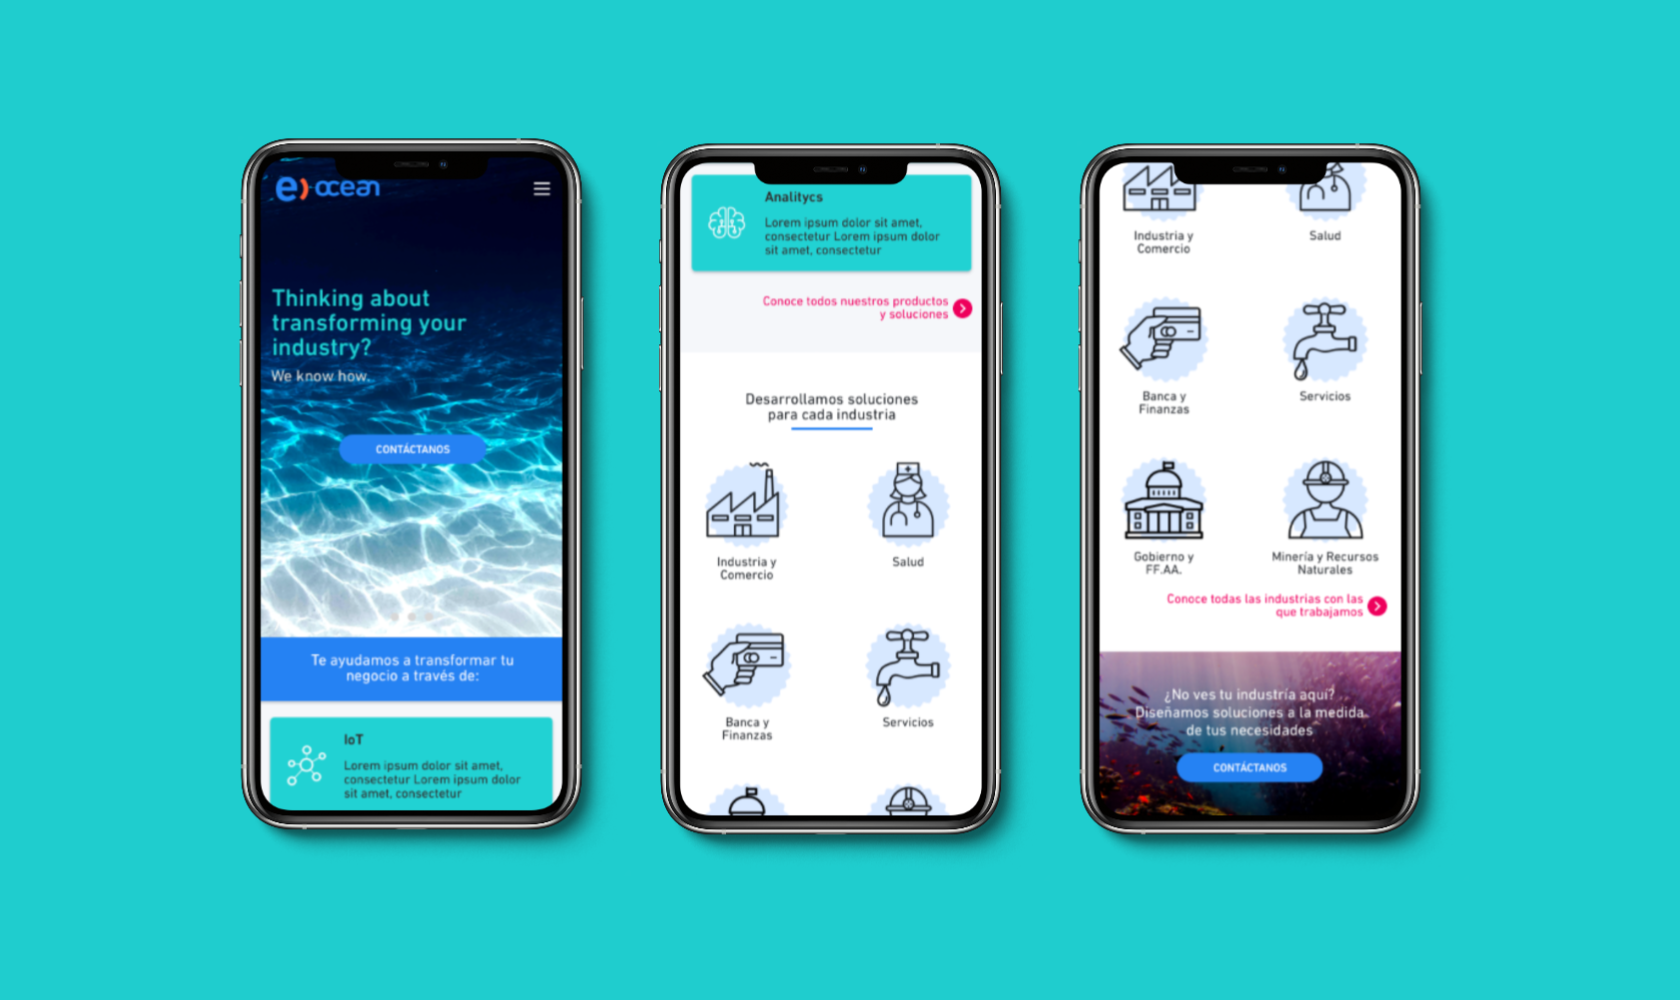 e) ocean
Thinking about
transforming your
industry?
We know how.
CONTÁCTANOS
Te ayudamos a transformar tu
negocio a través de:
IoT
Lorem ipsum dolor sit amet,
consectetur Lorem ipsum dolor
sit amet, consectetur
Analitycs
Lorem ipsum dolor sit amet,
consectetur Lorem ipsum dolor
sit amet, consectetur
Conoce todos nuestros productos
y soluciones
Desarrollamos soluciones
para cada industria
Industria y
Comercio
Salud
Banca y
Finanzas
Servicios
Industria y
Comercio
Salud
Banca y
Finanzas
Servicios
Gobierno y
FF.AA.
Minería y Recursos
Naturales
Conoce todas las industrias con las
que trabajamos
¿No ves tu industría aquí?
Diseñamos soluciones a la medida
de tus necesidades
CONTÁCTANOS